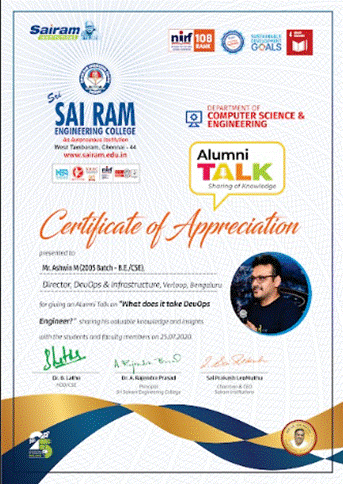 Sairam
nirf
108
RANK
SUSTAINABLE
DEVELOPMENT
GOALS
Sri
SAI RAM
ENGINEERING COLLEGE
An Autonomous Institution
West Tambaram, Chennai - 44
www.sairam.edu.in
nirf
DEPARTMENT OF
COMPUTER SCIENCE &
ENGINEERING
Alumni
TALK
Sharing of Knowledge
Certificate of Appreciation
presented to
Mr. Ashwin M (2005 Batch - B.E./CSE),
Director, DevOps & Infrastructure, Verloop, Bengaluru
for giving an Alumni Talk on "What does it take DevOps
Engineer?" sharing his valuable knowledge and insights
with the students and faculty members on 25.07.2020.
Dr. B. Latha
HOD/CSE
Dr. A. Rajendra Prasad
Principal
Sri Sairam Engineering College
Sai Prakash LeoMuthu
Chairman & CEO
Sairam Institutions
25